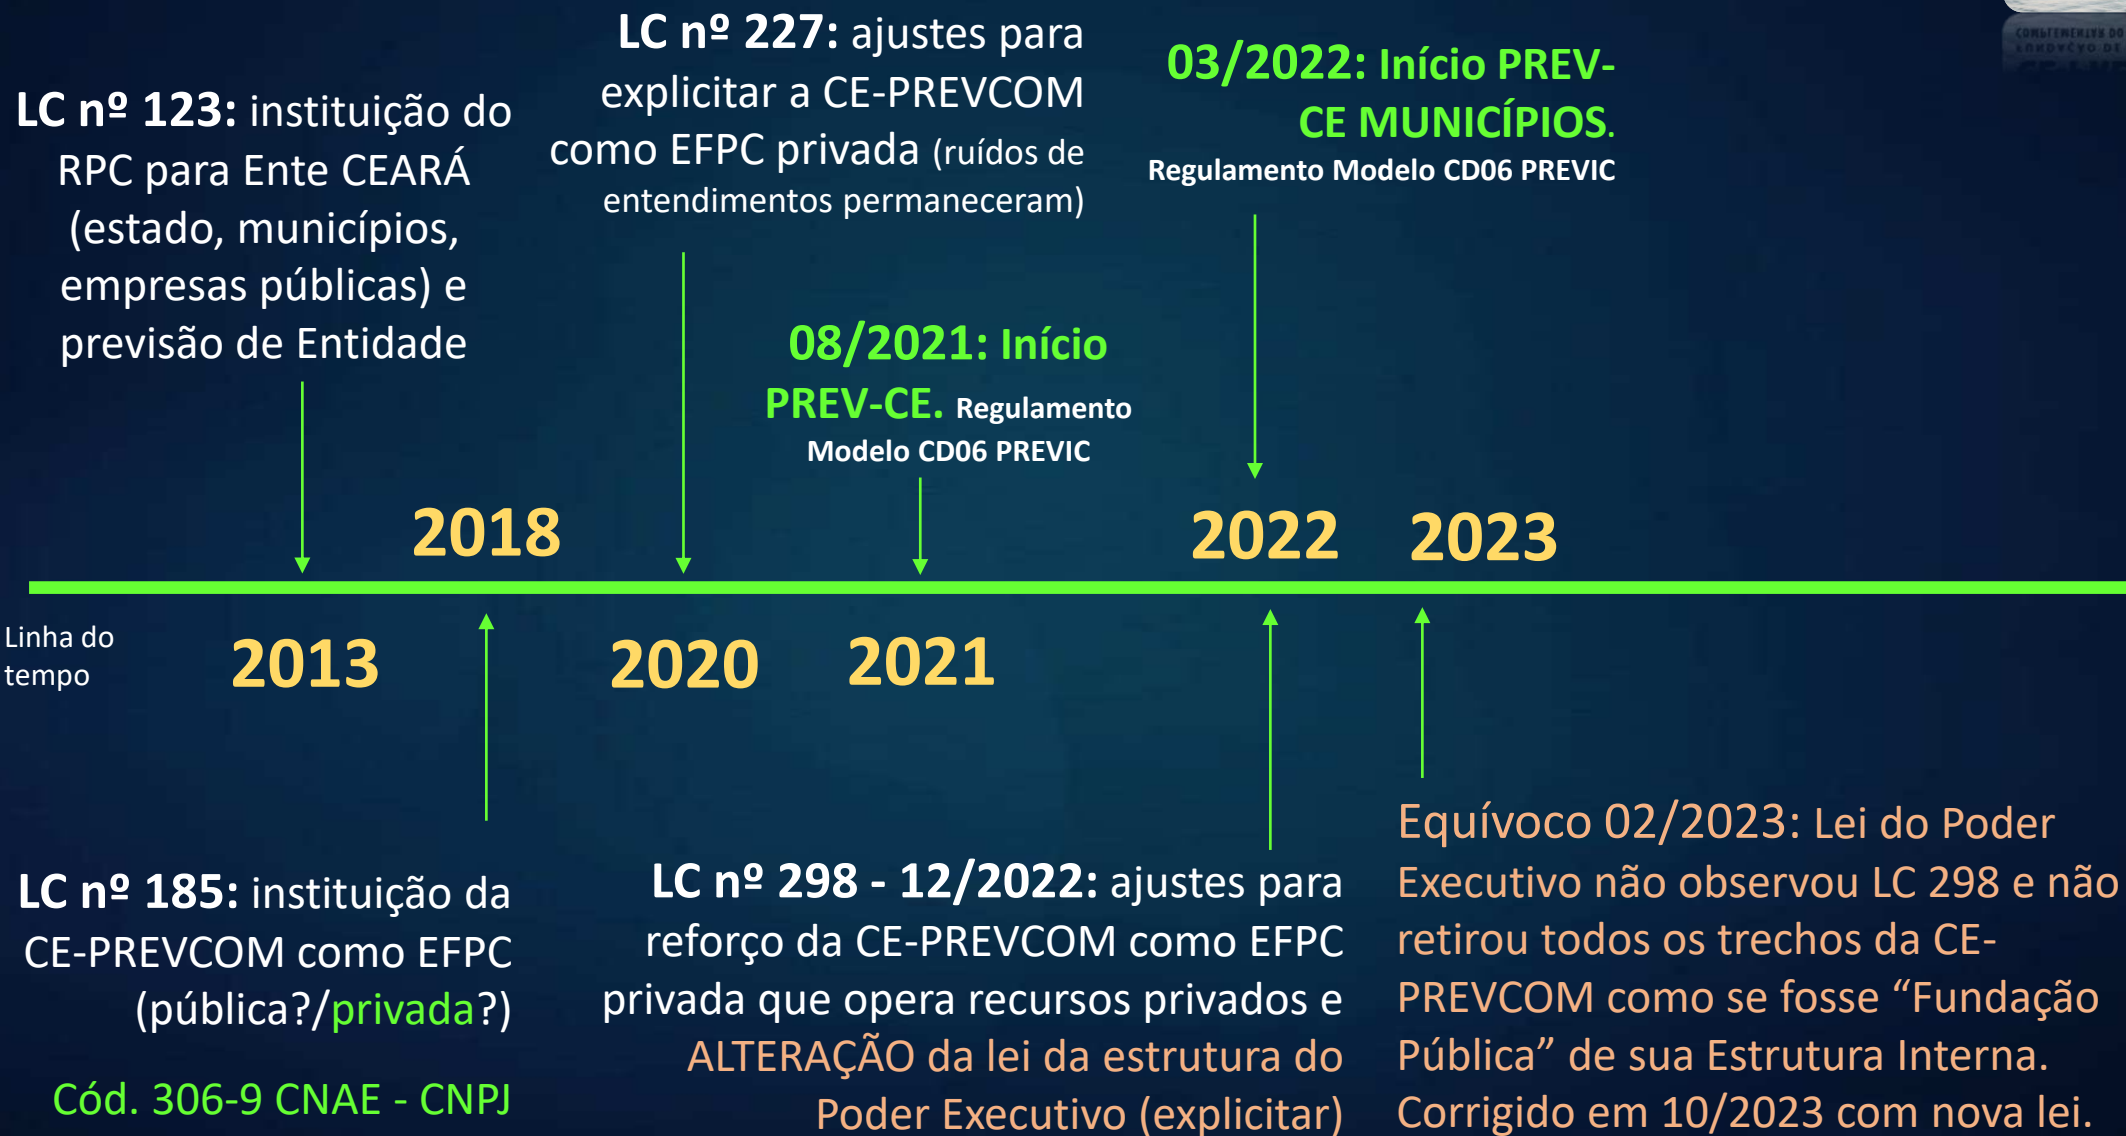 LC nº 123: instituição do
RPC para Ente CEARÁ
(estado, municípios,
empresas públicas) e
previsão de Entidade
LC nº 227: ajustes para
explicitar a CE-PREVCOM
como EFPC privada (ruídos de
entendimentos permaneceram)
08/2021: Início
PREV-CE. Regulamento
Modelo CD06 PREVIC
03/2022: Início PREV-
CE MUNICÍPIOS.
Regulamento Modelo CD06 PREVIC
2018
2022
2023
Linha do
tempo
2013
2020
2021
LC nº 185: instituição da
CE-PREVCOM como EFPC
(pública?/privada?)
Cód. 306-9 CNAE - CNPJ
LC nº 298 - 12/2022: ajustes para
reforço da CE-PREVCOM como EFPC
privada que opera recursos privados e
ALTERAÇÃO da lei da estrutura do
Poder Executivo (explicitar)
Equívoco 02/2023: Lei do Poder
Executivo não observou LC 298 e não
retirou todos os trechos da CE-
PREVCOM como se fosse “Fundação
Pública” de sua Estrutura Interna.
Corrigido em 10/2023 com nova lei.